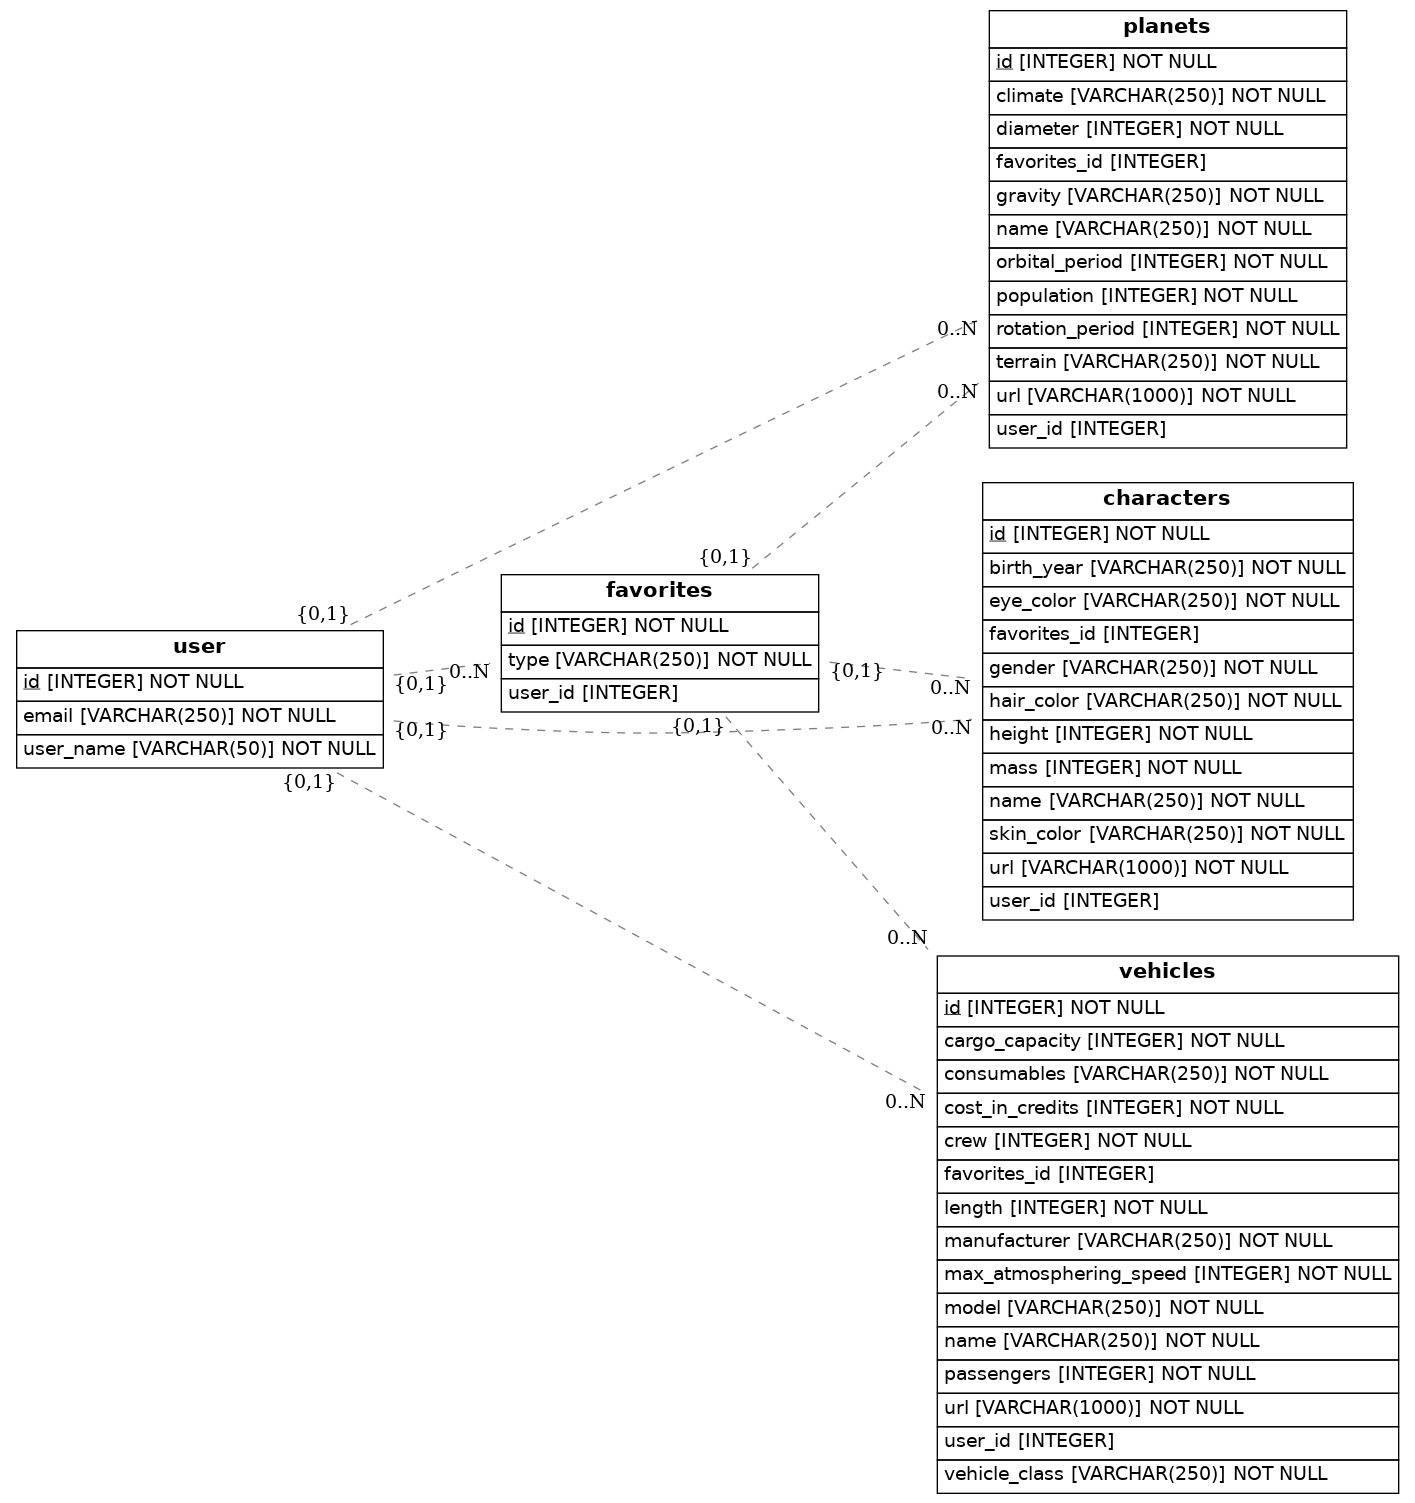 planets
id [INTEGER] NOT NULL
climate [VARCHAR(250)] NOT NULL
diameter [INTEGER] NOT NULL
favorites_id [INTEGER]
gravity [VARCHAR(250)] NOT NULL
name [VARCHAR(250)] NOT NULL
orbital_period [INTEGER] NOT NULL
population [INTEGER] NOT NULL
rotation_period [INTEGER] NOT NULL
terrain [VARCHAR(250)] NOT NULL
url [VARCHAR(1000)] NOT NULL
user_id [INTEGER]
0..N
0..N
{0,1}
{0,1}
characters
id [INTEGER] NOT NULL
birth_year [VARCHAR(250)] NOT NULL
eye_color [VARCHAR(250)] NOT NULL
favorites_id [INTEGER]
gender [VARCHAR(250)] NOT NULL
hair_color [VARCHAR(250)] NOT NULL
height [INTEGER] NOT NULL
mass [INTEGER] NOT NULL
name [VARCHAR(250)] NOT NULL
skin_color [VARCHAR(250)] NOT NULL
url [VARCHAR(1000)] NOT NULL
user_id [INTEGER]
favorites
id [INTEGER] NOT NULL
type [VARCHAR(250)] NOT NULL
user_id [INTEGER]
user
id [INTEGER] NOT NULL
email [VARCHAR(250)] NOT NULL
user_name [VARCHAR(50)] NOT NULL
{0,1}
0..N
{0,1}
0..N
{0,1}
{0,1}
0..N
{0,1}
0..N
0..N
vehicles
id [INTEGER] NOT NULL
cargo_capacity [INTEGER] NOT NULL
consumables [VARCHAR(250)] NOT NULL
cost_in_credits [INTEGER] NOT NULL
crew [INTEGER] NOT NULL
favorites_id [INTEGER]
length [INTEGER] NOT NULL
manufacturer [VARCHAR(250)] NOT NULL
max_atmosphering_speed [INTEGER] NOT NULL
model [VARCHAR(250)] NOT NULL
name [VARCHAR(250)] NOT NULL
passengers [INTEGER] NOT NULL
url [VARCHAR(1000)] NOT NULL
user_id [INTEGER]
vehicle_class [VARCHAR(250)] NOT NULL